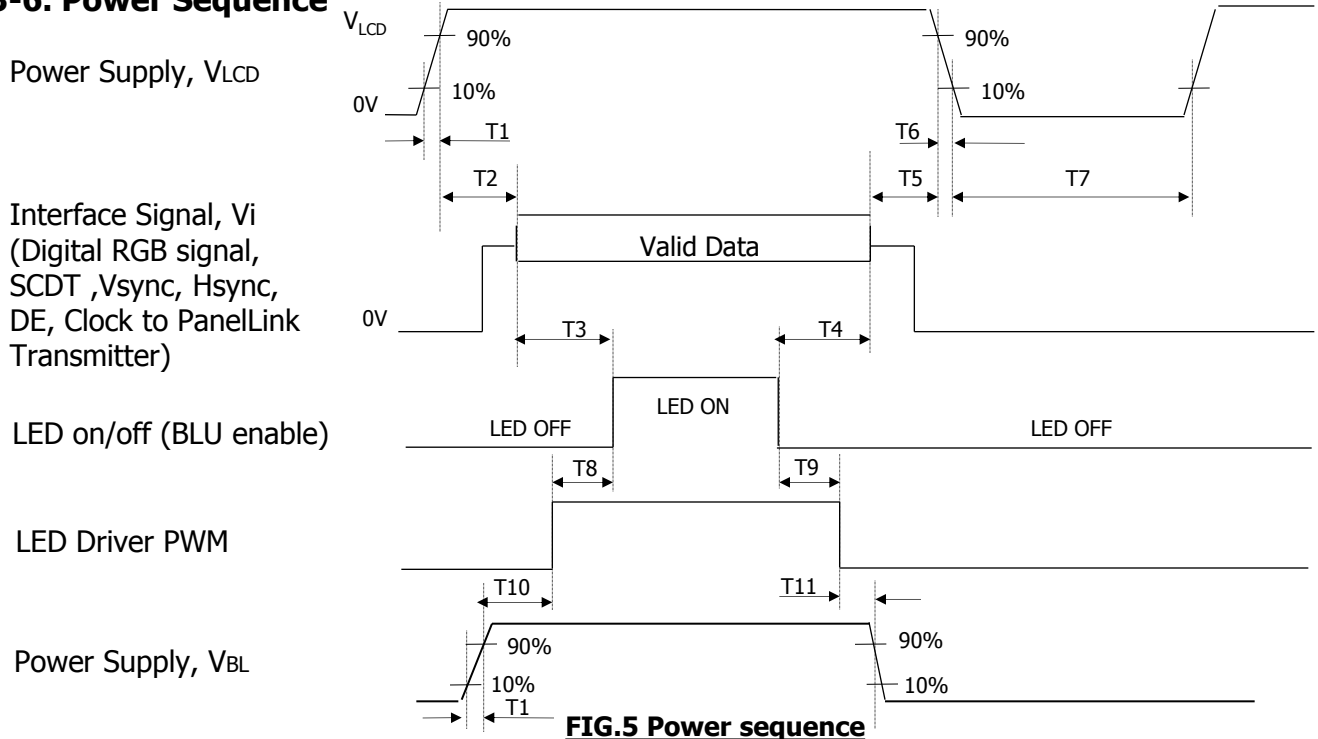 -6. Power Sequence
VLCD
90%
90%
Power Supply, VLCD
10%
10%
0V
T1
T6
T2
T5
T7
Interface Signal, Vi
(Digital RGB signal,
SCDT ,Vsync, Hsync,
DE, Clock to PanelLink
Transmitter)
Valid Data
0V
T3
T4
LED ON
LED on/off (BLU enable)
LED OFF
LED OFF
T8
T9
LED Driver PWM
T10
T11
90%
90%
Power Supply, VBL
10%
10%
T1
FIG.5 Power sequence